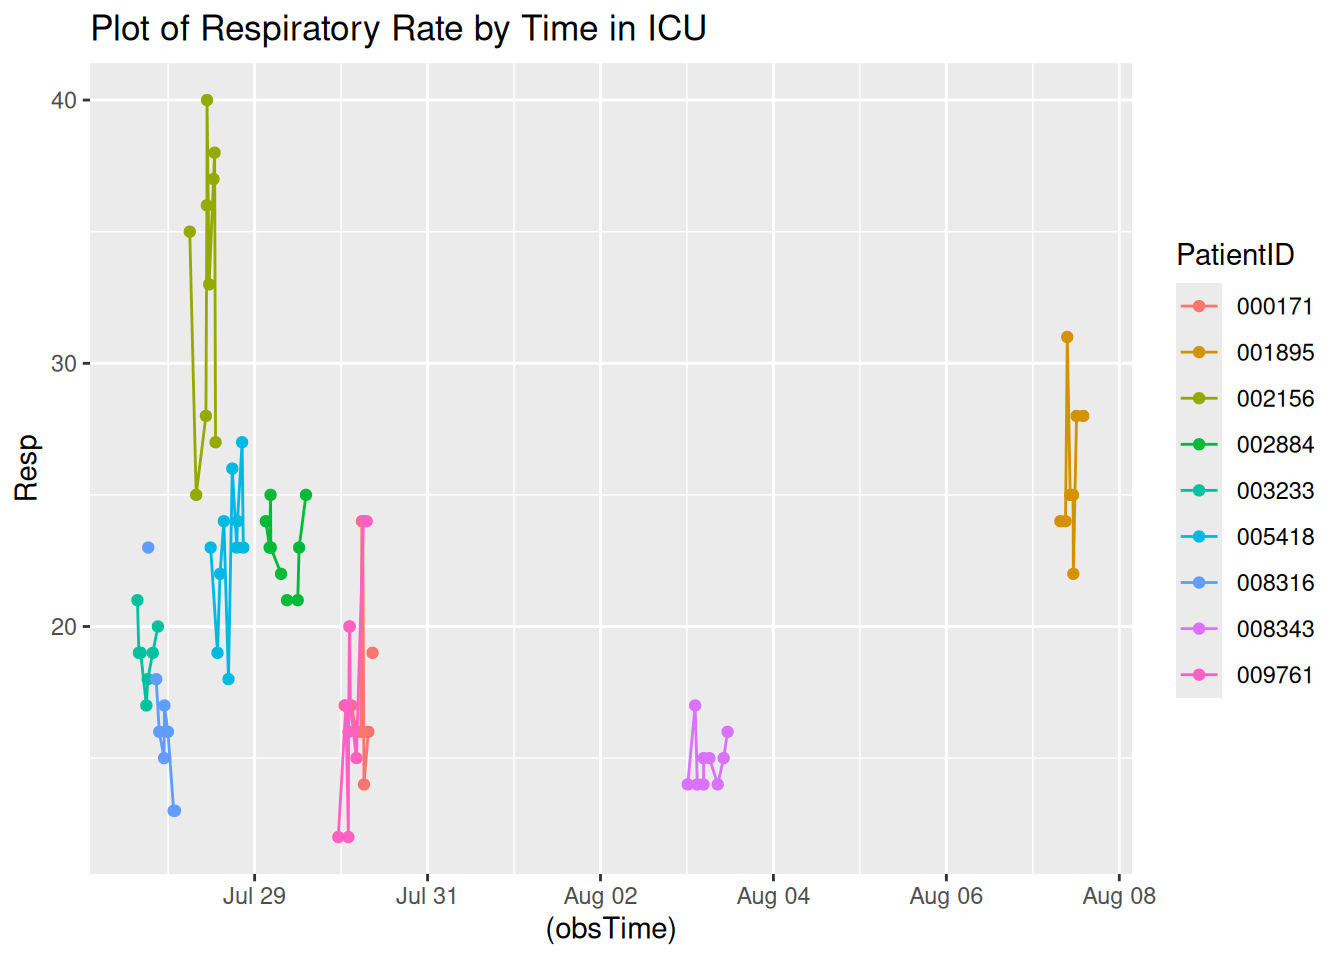 Plot of Respiratory Rate by Time in ICU
40
30
20
Resp
Jul 29
Jul 31
Aug 02
Aug 04
Aug 06
Aug 08
(obsTime)
PatientID
000171
001895
002156
002884
003233
005418
008316
008343
009761